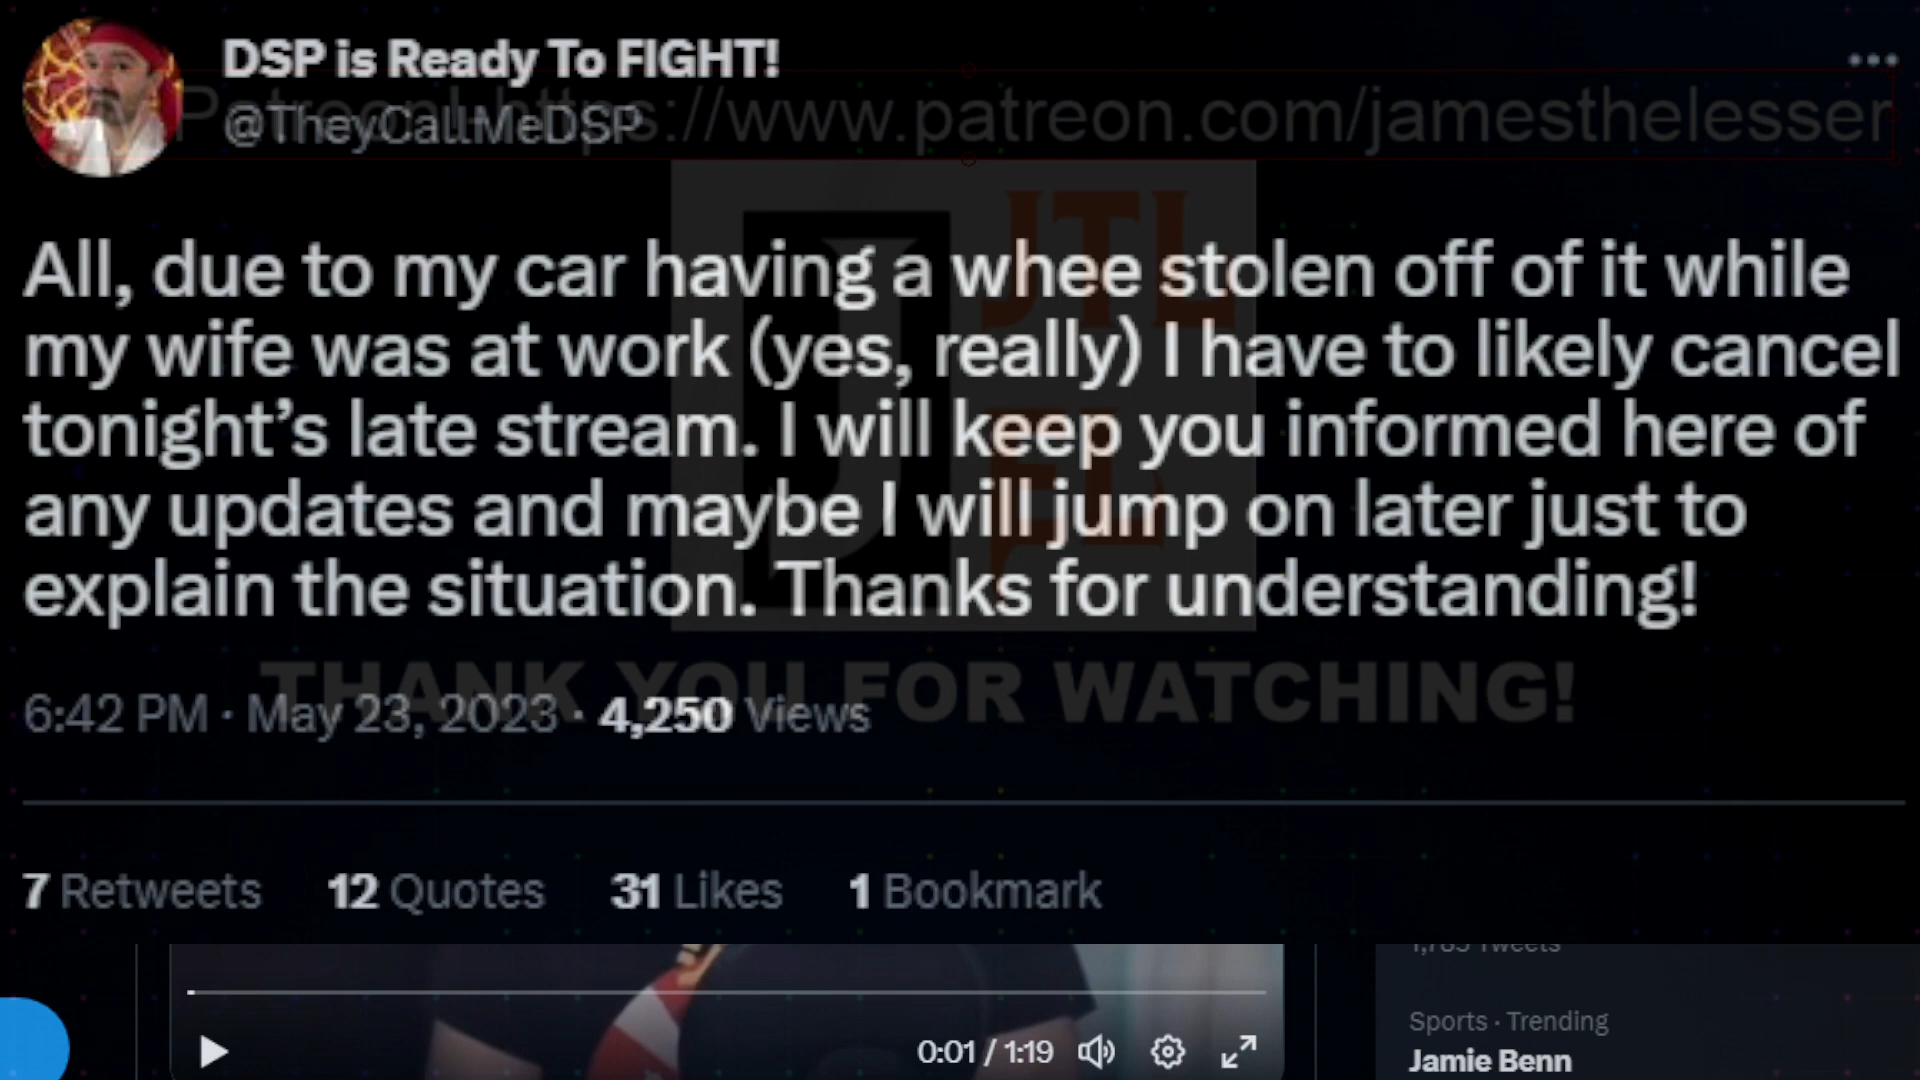 DSP is Ready To FIGHT!
Patreon! https://www.patreon.com/jamesthelesser
@TheyCallMeDSP
JTL
All, due to my car having a whee stolen off of it while
my wife was at work (yes, really) I have to likely cancel
tonight’s late stream. I will keep you informed here of
any updates and maybe I will jump on later just to
explain the situation. Thanks for understanding!
THANK YOU FOR WATCHING!
6:42 PM · May 23, 2023 · 4,250 Views
7 Retweets 12 Quotes 31 Likes 1 Bookmark
Tweets
Sports · Trending
0:01 / 1:19
Jamie Benn